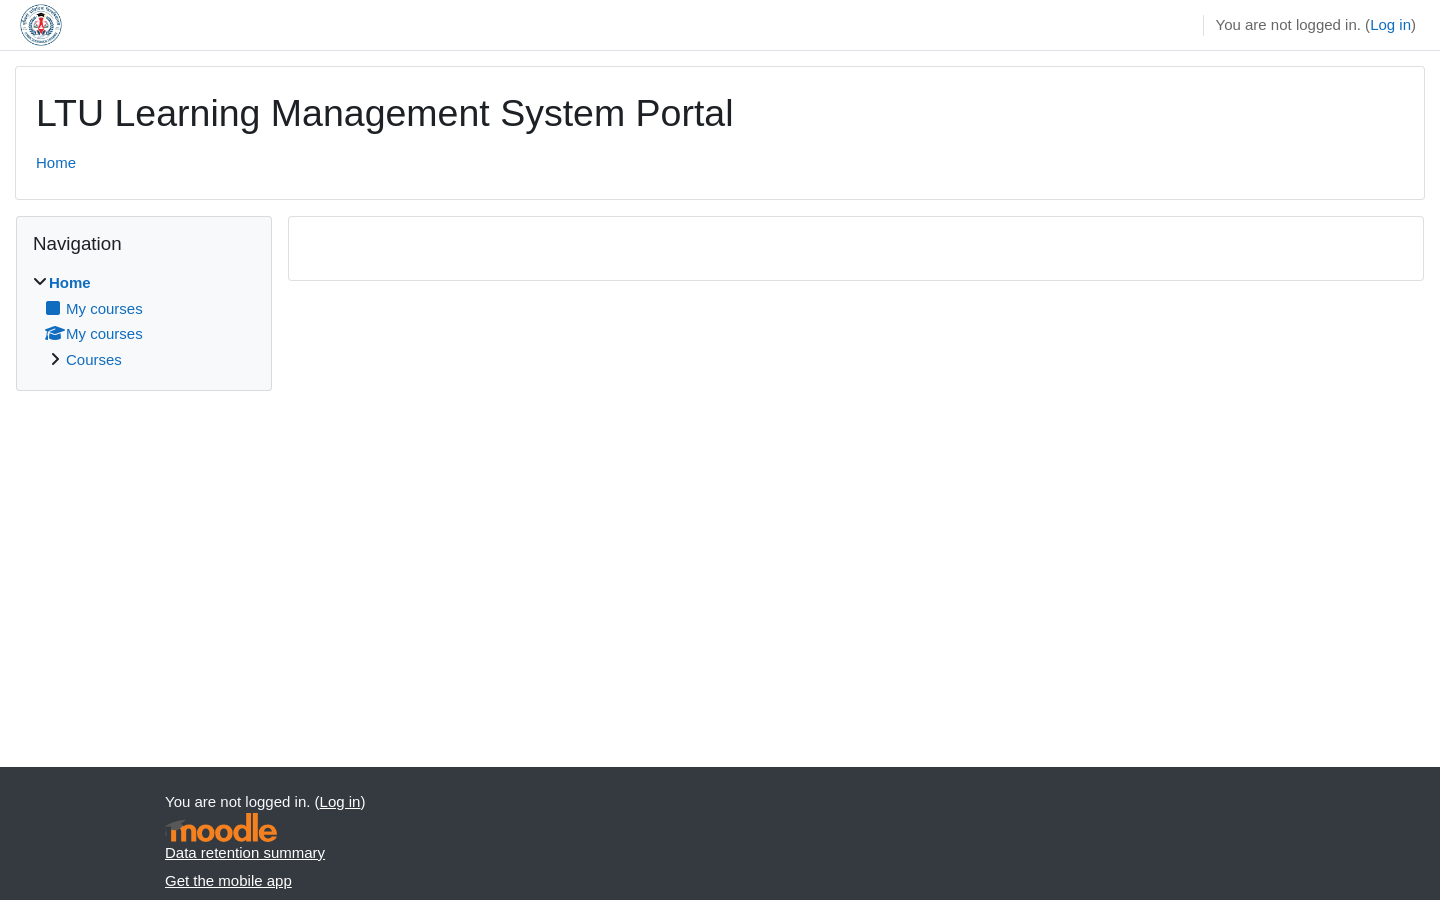 You are not logged in. (Log in)
LTU Learning Management System Portal
Home
Navigation
Home
My courses
My courses
Courses
You are not logged in. (Log in)
moodle
Data retention summary
Get the mobile app